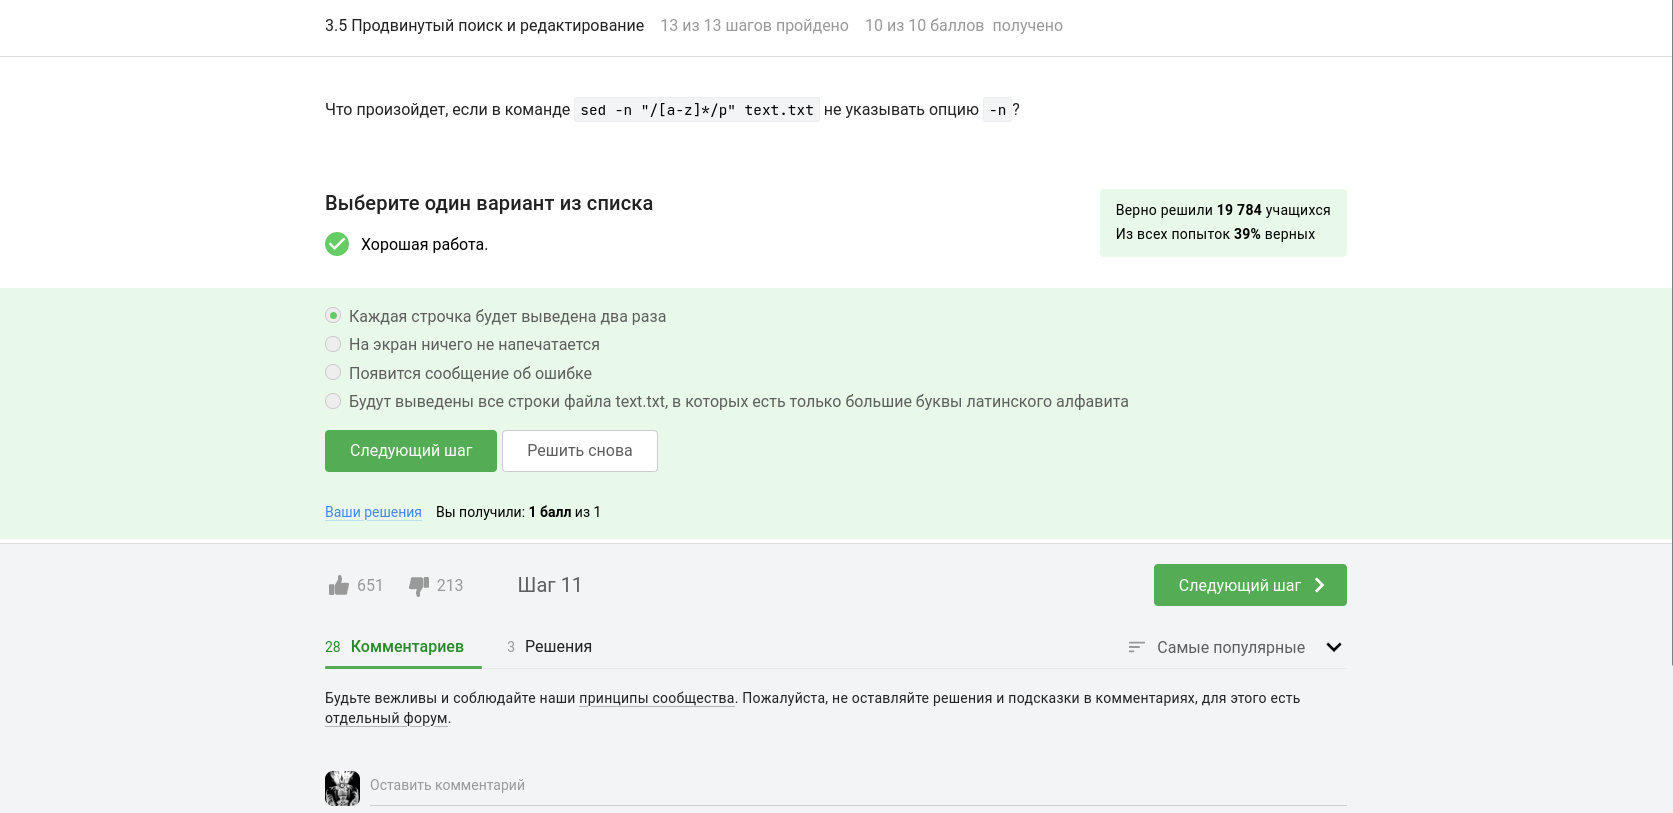 3.5 Продвинутый поиск и редактирование 13 из 13 шагов пройдено 10 из 10 баллов получено
Что произойдет, если в команде sed -n "/[a-z]*/p" text.txt не указывать опцию -n?
Выберите один вариант из списка
Хорошая работа.
Верно решили 19 784 учащихся
Из всех попыток 39% верных
Каждая строчка будет выведена два раза
На экран ничего не напечатается
Появится сообщение об ошибке
Будут выведены все строки файла text.txt, в которых есть только большие буквы латинского алфавита
Следующий шаг Решить снова
Ваши решения Вы получили: 1 балл из 1
651 213 Шаг 11 Следующий шаг
28 Комментариев 3 Решения Самые популярные
Будьте вежливы и соблюдайте наши принципы сообщества. Пожалуйста, не оставляйте решения и подсказки в комментариях, для этого есть
отдельный форум.
Оставить комментарий